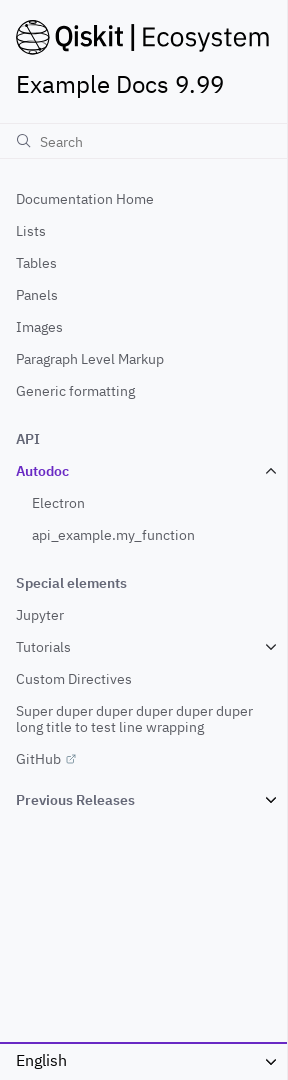 Qiskit | Ecosystem
Example Docs 9.99
Search
Documentation Home
Lists
Tables
Panels
Images
Paragraph Level Markup
Generic formatting
API
Autodoc
Electron
api_example.my_function
Special elements
Jupyter
Tutorials
Custom Directives
Super duper duper duper duper duper
long title to test line wrapping
GitHub
Previous Releases
English